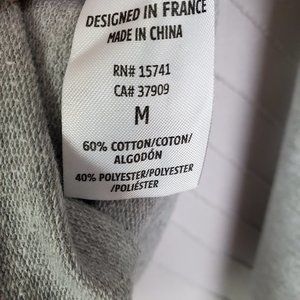 DESIGNED IN FRANCE
MADE IN CHINA
RN# 15741
CA# 37909
M
60% COTTON/COTON/
ALGODÓN
40% POLYESTER/POLYESTER
/POLIÉSTER